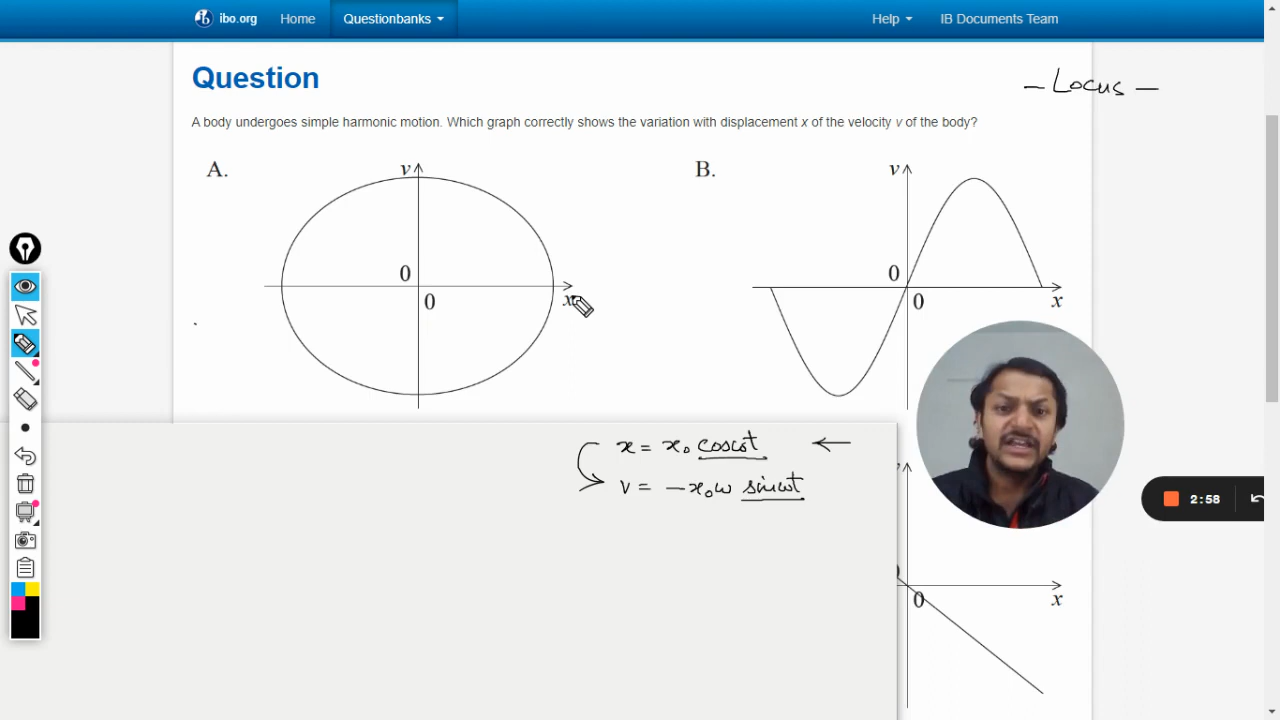 ibo.org Home Questionbanks Help IB Documents Team
Question
– Locus –
A body undergoes simple harmonic motion. Which graph correctly shows the variation with displacement x of the velocity v of the body?
A. B.
v v
0 0
0 x 0 x
x = x₀ cosωt ←
v = –x₀ω sinωt
v
2:58
0 x